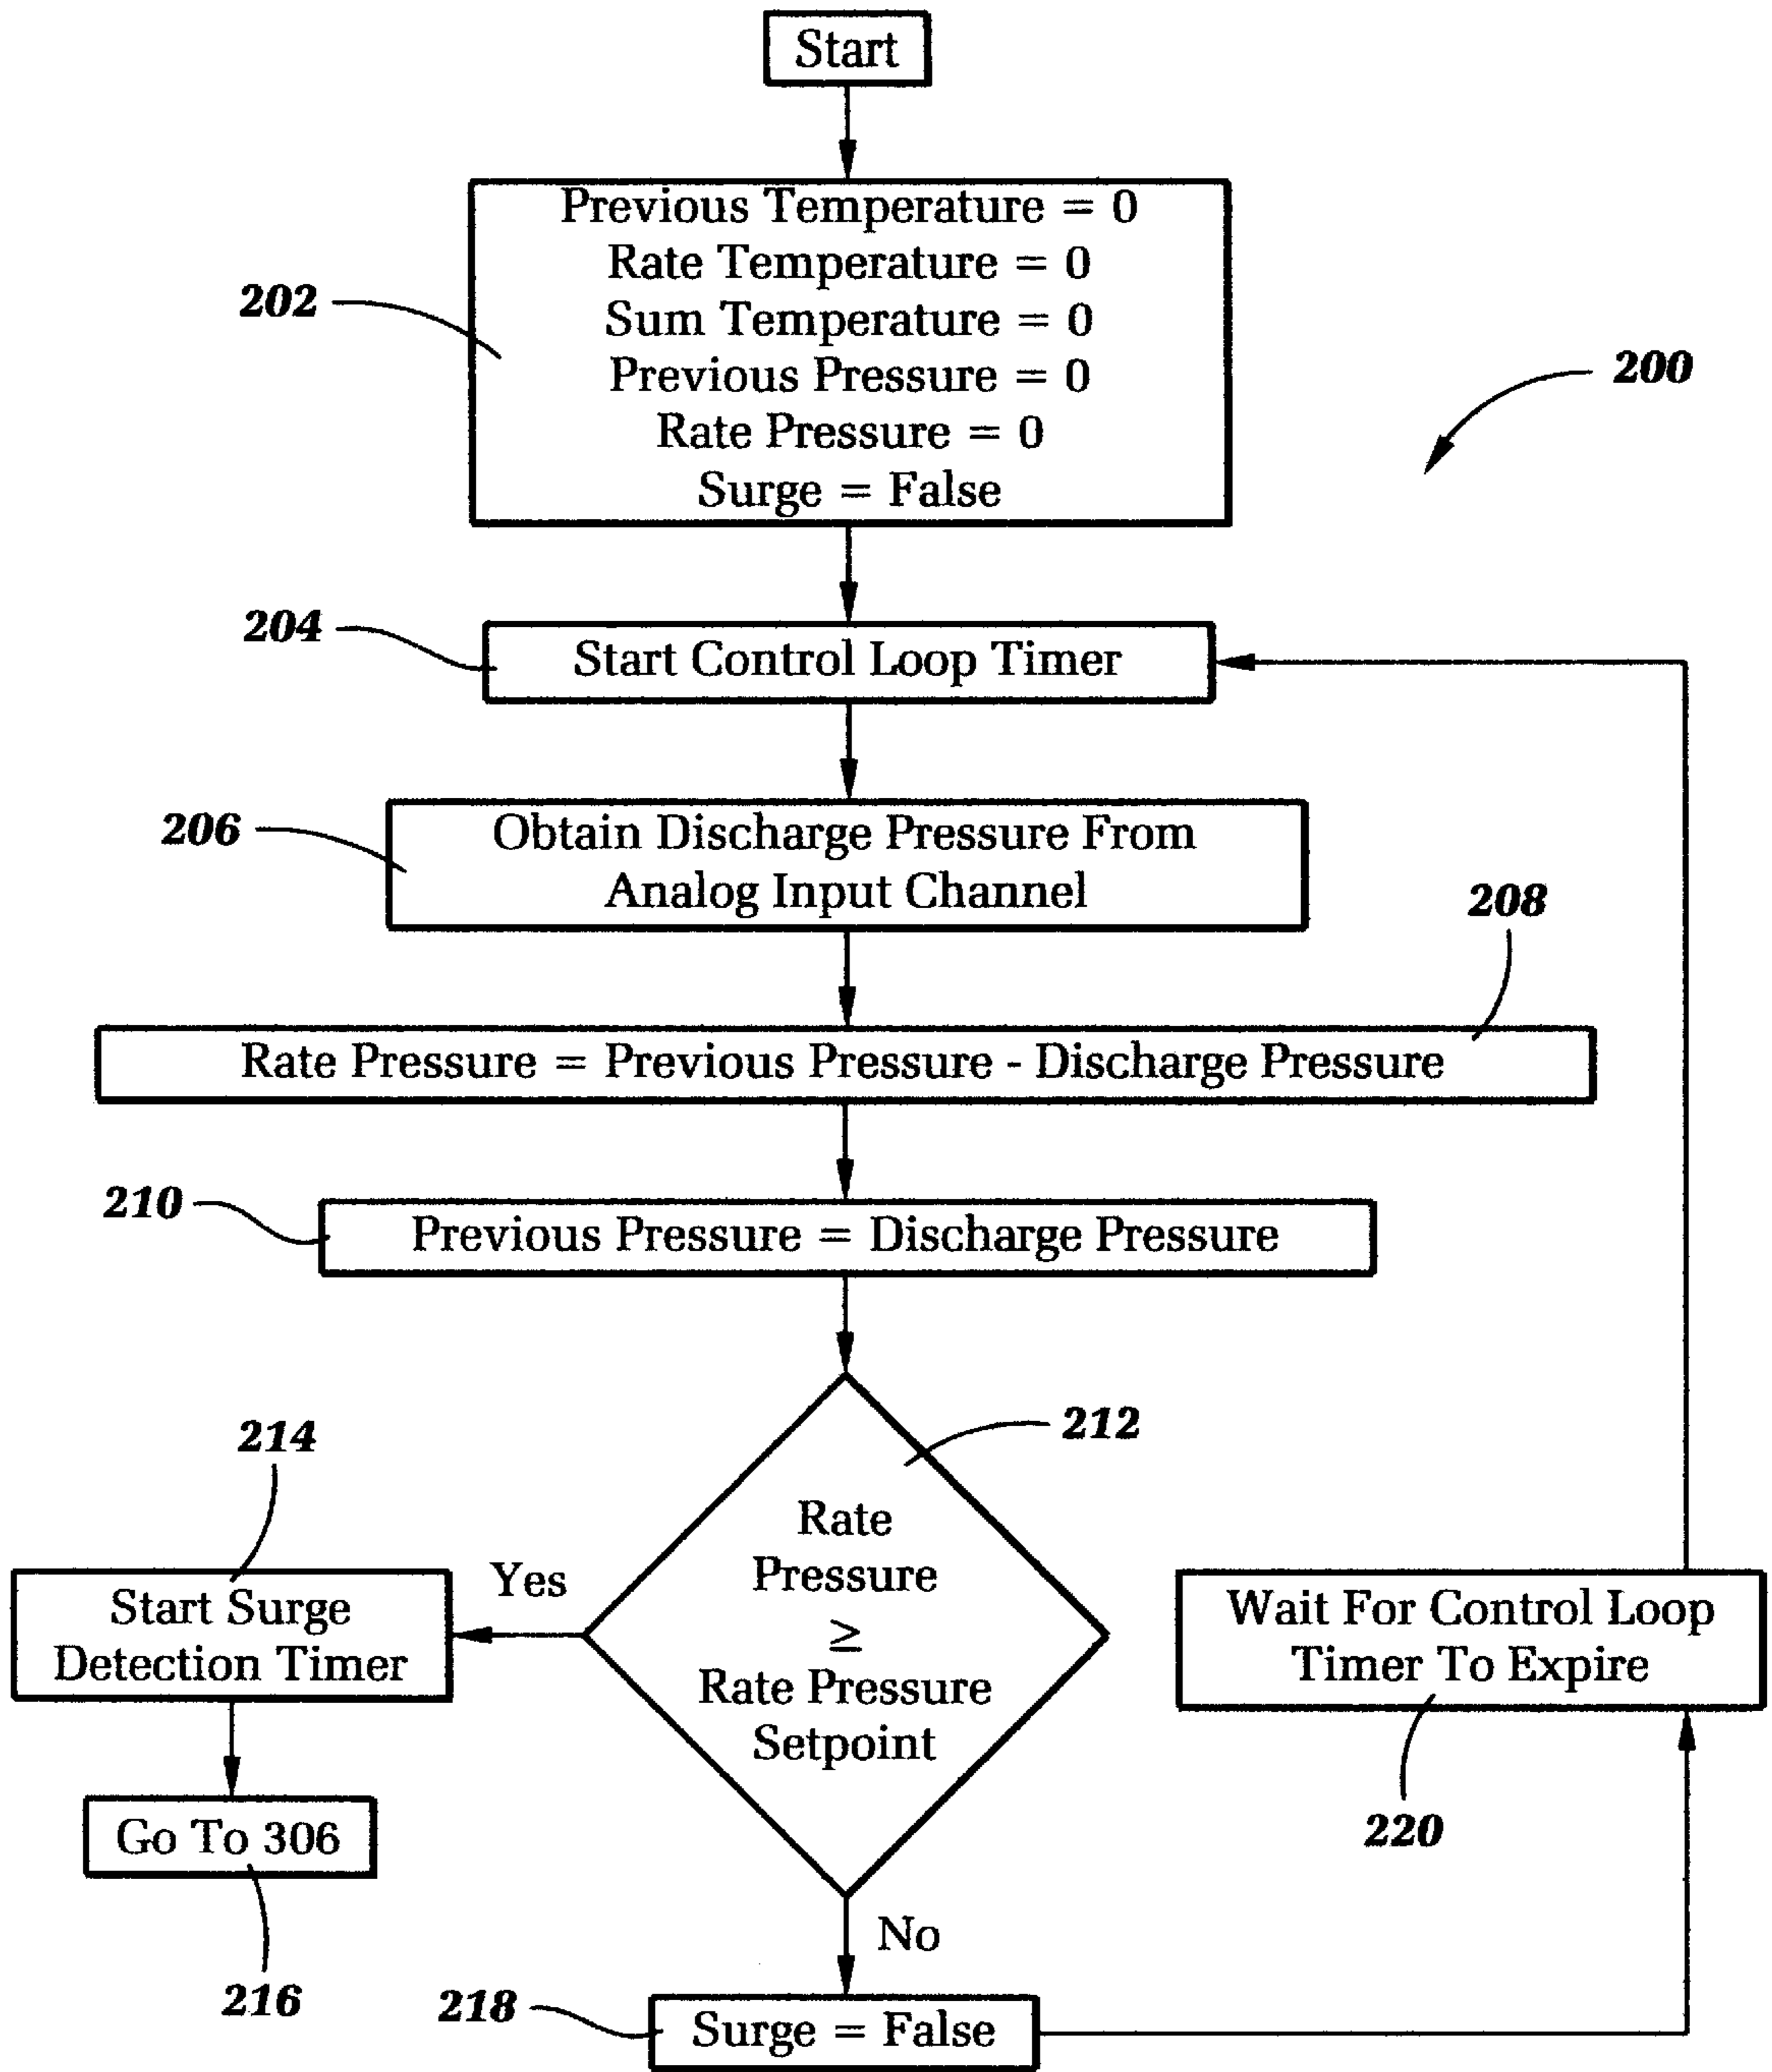 Start
Previous Temperature = 0
Rate Temperature = 0
202
Sum Temperature = 0
Previous Pressure = 0
200
Rate Pressure = 0
Surge = False
204
Start Control Loop Timer
206
Obtain Discharge Pressure From
Analog Input Channel
208
Rate Pressure = Previous Pressure - Discharge Pressure
210
Previous Pressure = Discharge Pressure
212
214
Rate
Pressure
≥
Rate Pressure
Setpoint
Yes
Start Surge
Detection Timer
Go To 306
216
Wait For Control Loop
Timer To Expire
220
No
218
Surge = False